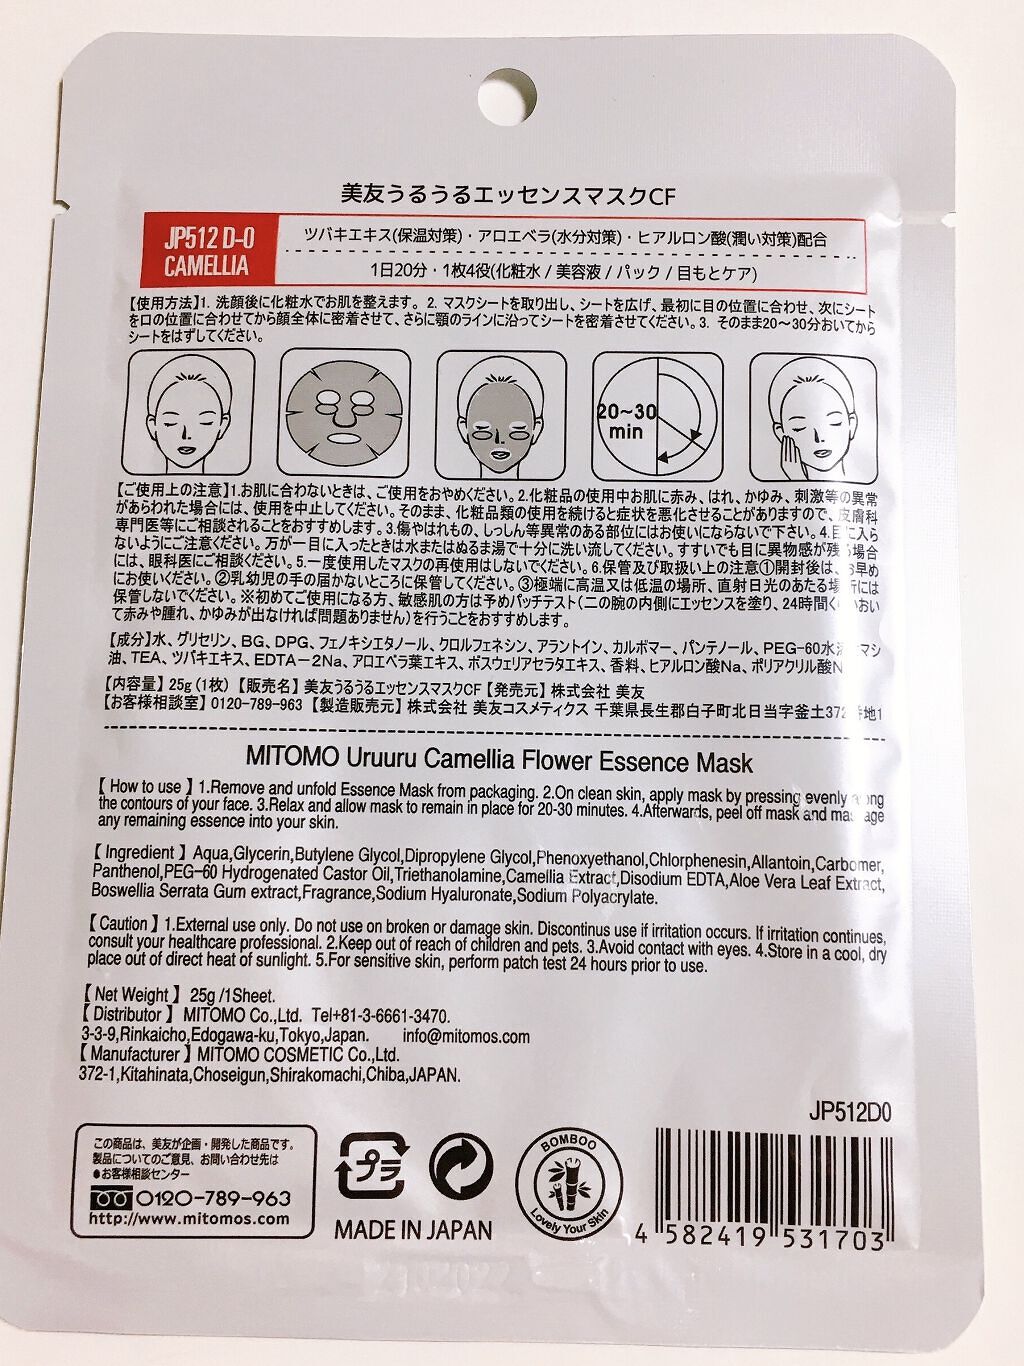 美友うるうるエッセンスマスクCF
JP512 D-0
CAMELLIA
ツバキエキス(保温対策)・アロエベラ(水分対策)・ヒアルロン酸(潤い対策)配合
1日20分・1枚4役(化粧水 / 美容液 / パック / 目もとケア)
【使用方法】1. 洗顔後に化粧水でお肌を整えます。 2. マスクシートを取り出し、シートを広げ、最初に目の位置に合わせ、次にシート
を口の位置に合わせてから顔全体に密着させて、さらに顎のラインに沿ってシートを密着させてください。3. そのまま20～30分おいてから
シートをはずしてください。
20~30
min
【ご使用上の注意】1.お肌に合わないときは、ご使用をおやめください。2.化粧品の使用中お肌に赤み、はれ、かゆみ、刺激等の異常
があらわれた場合には、使用を中止してください。そのまま、化粧品類の使用を続けると症状を悪化させることがありますので、皮膚科
専門医等にご相談されることをおすすめします。3.傷やはれもの、しっしん等異常のある部位にはお使いにならないで下さい。4.目に入ら
ないようにご注意ください。万が一目に入ったときは水またはぬるま湯で十分に洗い流してください。すすいでも目に異物感が残る場合
には、眼科医にご相談ください。5.一度使用したマスクの再使用はしないでください。6.保管及び取扱い上の注意①開封後は、お早め
にお使いください。②乳幼児の手の届かないところに保管してください。③極端に高温又は低温の場所、直射日光のあたる場所には
保管しないでください。※初めてご使用になる方、敏感肌の方は予めパッチテスト(二の腕の内側にエッセンスを塗り、24時間くおい
て赤みや腫れ、かゆみが出なければ問題ありません)を行うことをおすすめします。
【成分】水、グリセリン、BG、DPG、フェノキシエタノール、クロルフェネシン、アラントイン、カルボマー、パンテノール、PEG-60水添マシ
油、TEA、ツバキエキス、EDTA－2Na、アロエベラ葉エキス、ボスウェリアセラタエキス、香料、ヒアルロン酸Na、ポリアクリル酸N
【内容量】25g (1枚) 【販売名】美友うるうるエッセンスマスクCF【発売元】株式会社 美友
【お客様相談室】0120-789-963 【製造販売元】株式会社 美友コスメティクス 千葉県長生郡白子町北日当字釜土372番地1
MITOMO Uruuru Camellia Flower Essence Mask
【 How to use 】1.Remove and unfold Essence Mask from packaging. 2.On clean skin, apply mask by pressing evenly along
the contours of your face. 3.Relax and allow mask to remain in place for 20-30 minutes. 4.Afterwards, peel off mask and massage
any remaining essence into your skin.
【 Ingredient 】Aqua,Glycerin,Butylene Glycol,Dipropylene Glycol,Phenoxyethanol,Chlorphenesin,Allantoin,Carbomer,
Panthenol,PEG-60 Hydrogenated Castor Oil,Triethanolamine,Camellia Extract,Disodium EDTA,Aloe Vera Leaf Extract,
Boswellia Serrata Gum extract,Fragrance,Sodium Hyaluronate,Sodium Polyacrylate.
【 Caution 】1.External use only. Do not use on broken or damage skin. Discontinus use if irritation occurs. If irritation continues,
consult your healthcare professional. 2.Keep out of reach of children and pets. 3.Avoid contact with eyes. 4.Store in a cool, dry
place out of direct heat of sunlight. 5.For sensitive skin, perform patch test 24 hours prior to use.
【 Net Weight 】 25g /1Sheet.
【 Distributor 】 MITOMO Co.,Ltd. Tel+81-3-6661-3470.
3-3-9,Rinkaicho,Edogawa-ku,Tokyo,Japan. info@mitomos.com
【 Manufacturer 】MITOMO COSMETIC Co.,Ltd.
372-1,Kitahinata,Choseigun,Shirakomachi,Chiba,JAPAN.
JP512D0
この商品は、美友が企画・開発した商品です。
製品についてのご意見、お問い合わせ先は
●お客様相談センター
0120-789-963
http://www.mitomos.com
プラ
MADE IN JAPAN
BOMBOO
Lovely Your Skin
4 582419 531703